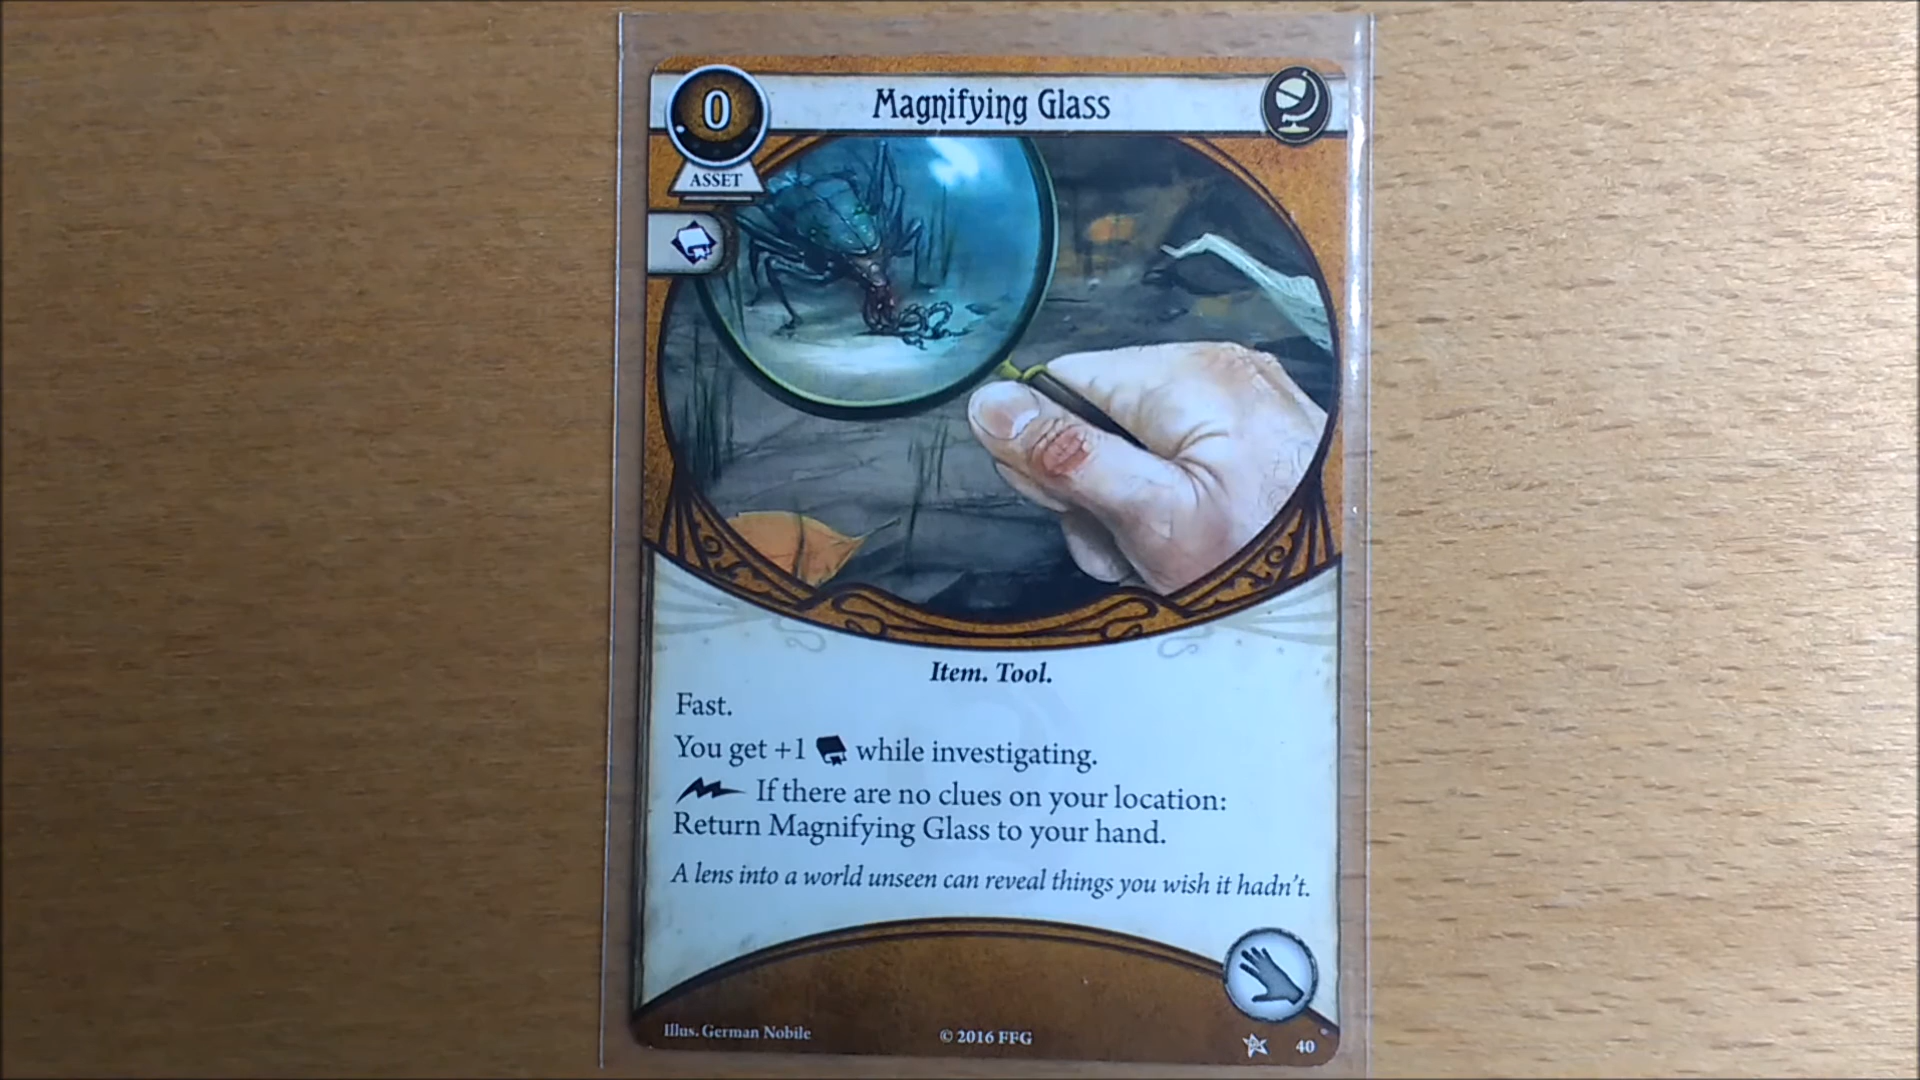 0
Magnifying Glass
ASSET
Item. Tool.
Fast.
You get +1 while investigating.
If there are no clues on your location:
Return Magnifying Glass to your hand.
A lens into a world unseen can reveal things you wish it hadn't.
Illus. German Nobile
© 2016 FFG
40